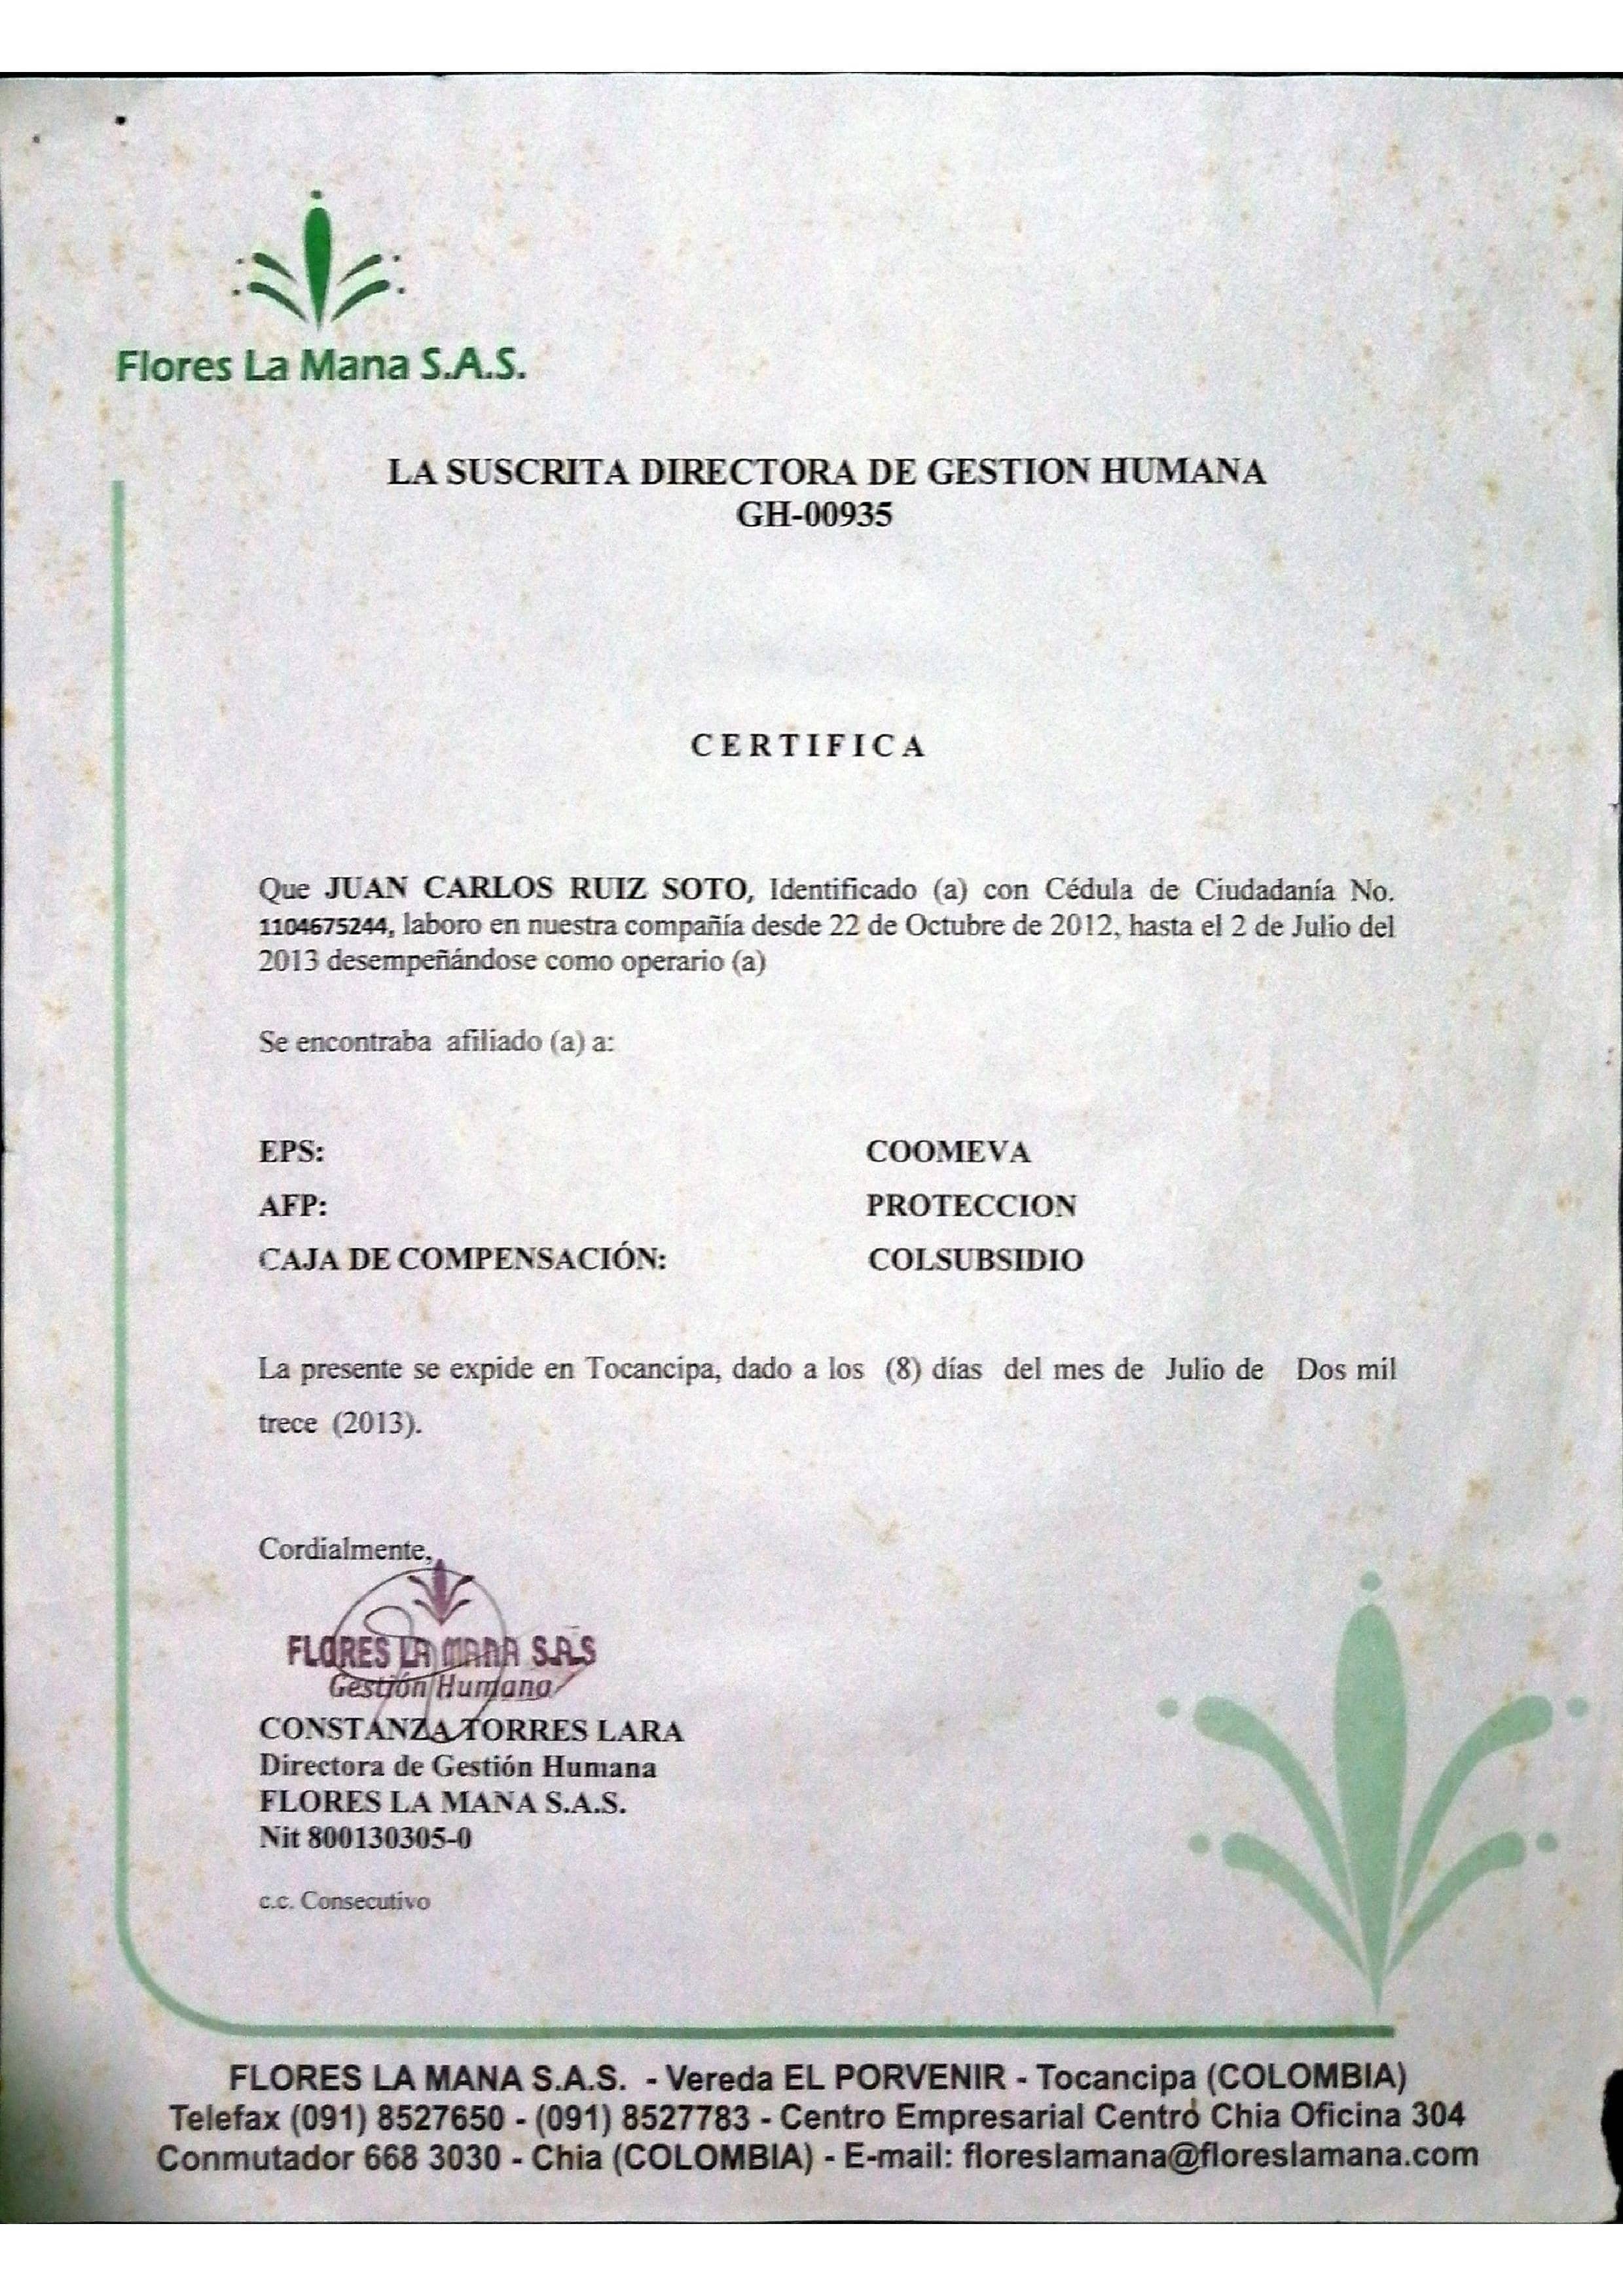 Flores La Mana S.A.S.
LA SUSCRITA DIRECTORA DE GESTION HUMANA
GH-00935
CERTIFICA
Que JUAN CARLOS RUIZ SOTO, Identificado (a) con Cédula de Ciudadanía No.
1104675244, laboro en nuestra compañía desde 22 de Octubre de 2012, hasta el 2 de Julio del
2013 desempeñándose como operario (a)
Se encontraba afiliado (a) a:
EPS: COOMEVA
AFP: PROTECCION
CAJA DE COMPENSACIÓN: COLSUBSIDIO
La presente se expide en Tocancipa, dado a los (8) días del mes de Julio de Dos mil
trece (2013).
Cordialmente,
FLORES LA MANA S.A.S
Gestión Humana
CONSTANZA TORRES LARA
Directora de Gestión Humana
FLORES LA MANA S.A.S.
Nit 800130305-0
c.c. Consecutivo
FLORES LA MANA S.A.S. - Vereda EL PORVENIR - Tocancipa (COLOMBIA)
Telefax (091) 8527650 - (091) 8527783 - Centro Empresarial Centro Chia Oficina 304
Conmutador 668 3030 - Chia (COLOMBIA) - E-mail: floreslamana@floreslamana.com